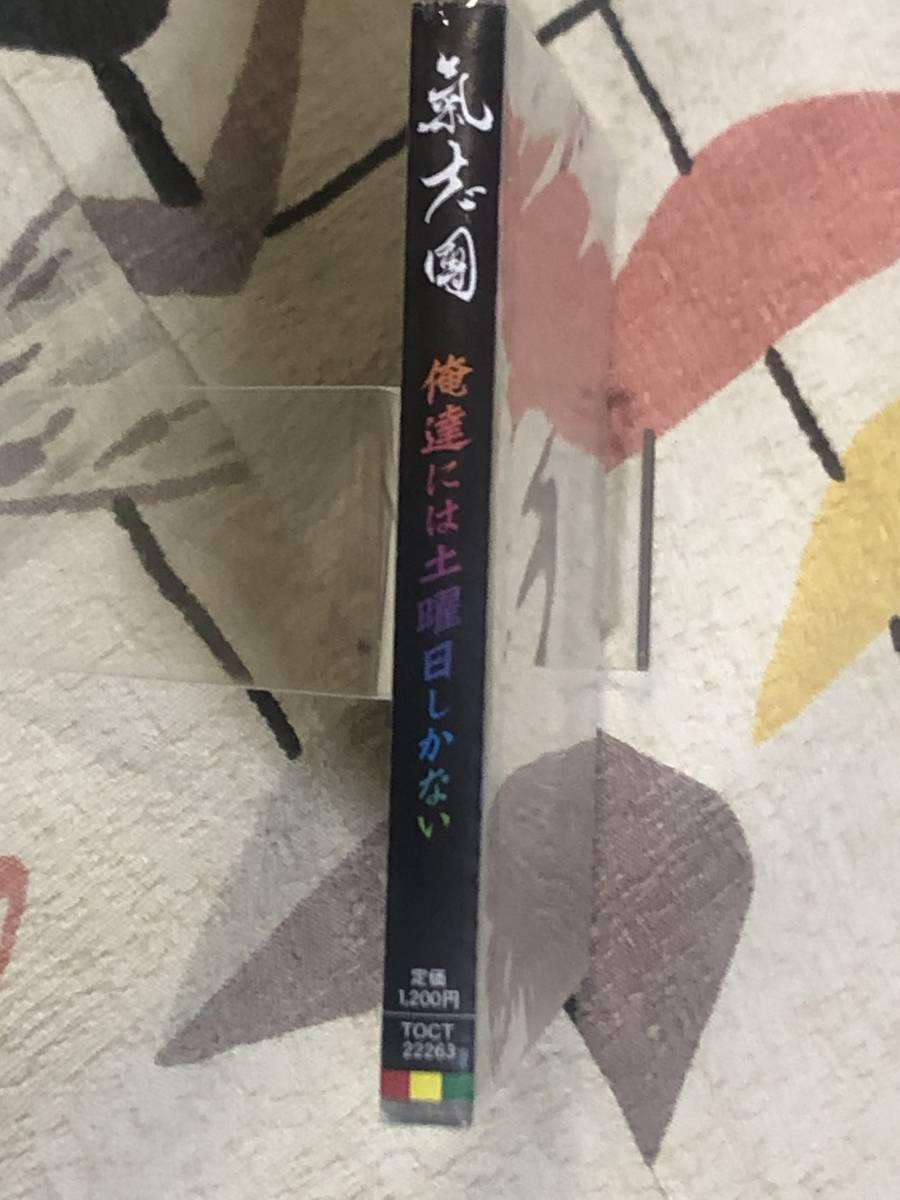 氣志團
俺達には土曜日しかない
定価
1,200円
TOCT
22263